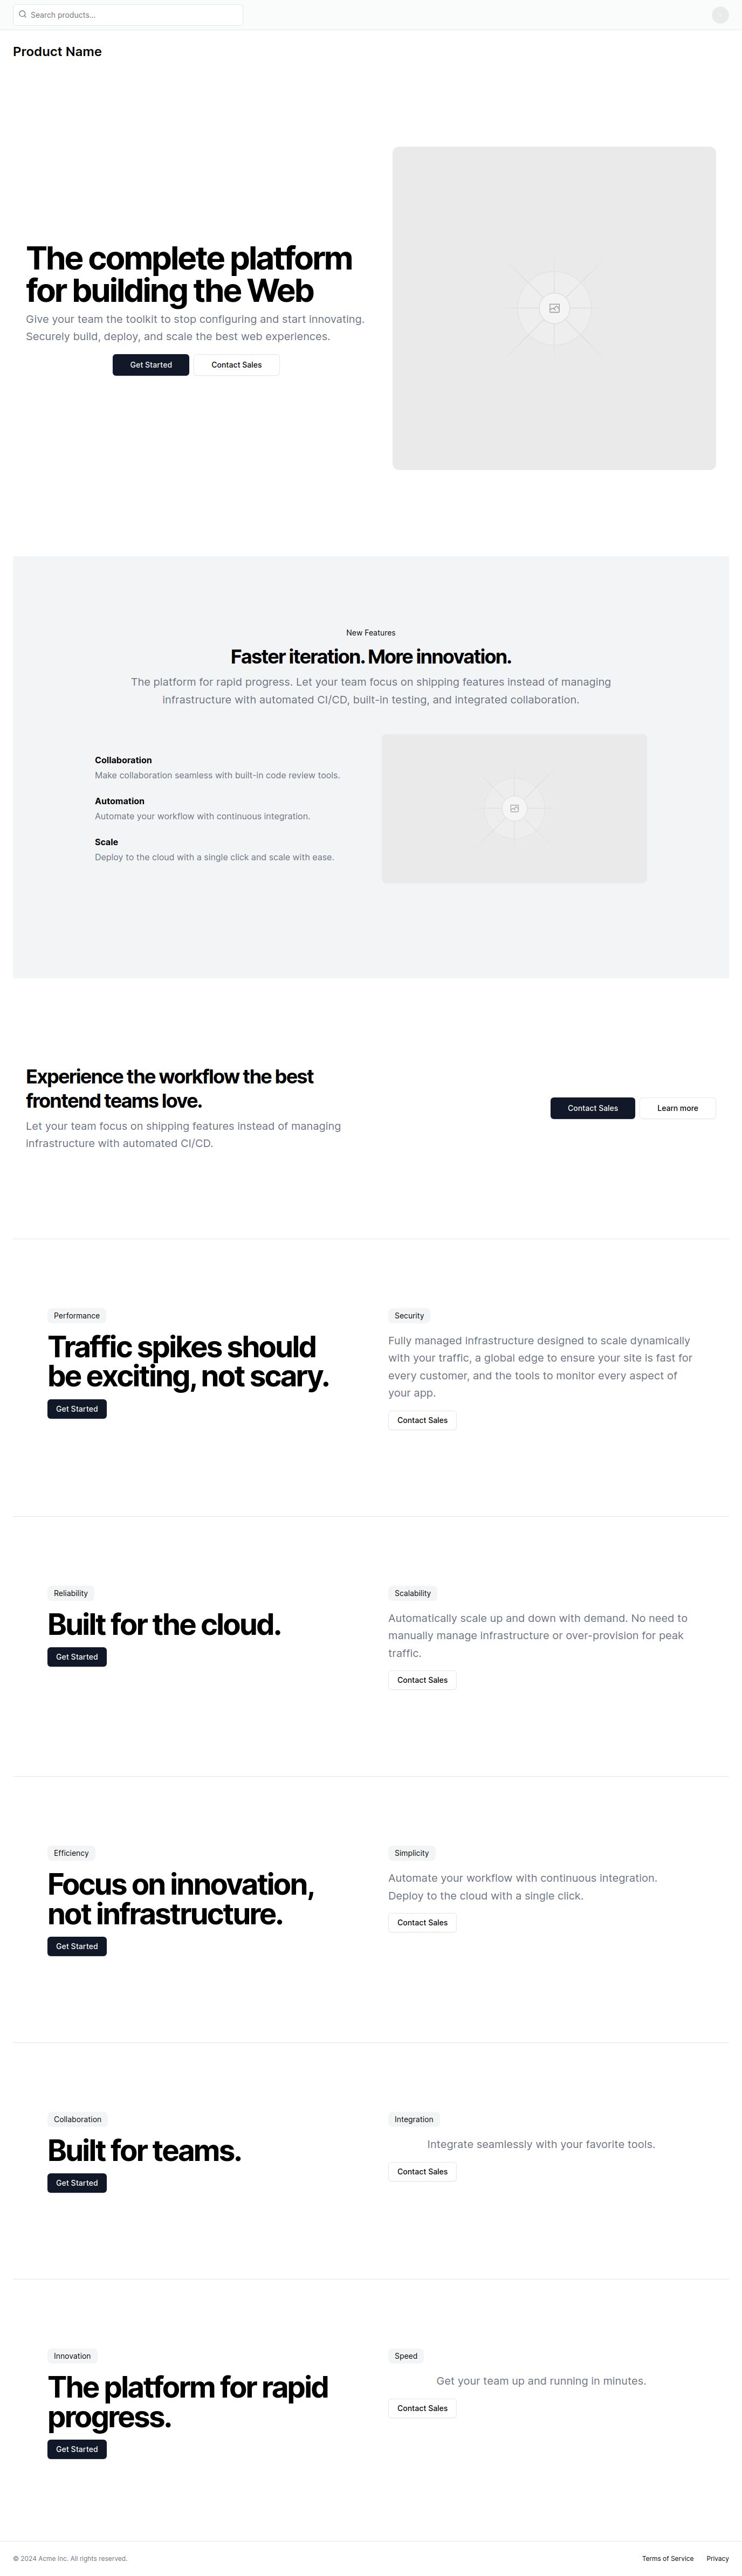 Search products...
Product Name
The complete platform
for building the Web
Give your team the toolkit to stop configuring and start innovating.
Securely build, deploy, and scale the best web experiences.
Get Started
Contact Sales
New Features
Faster iteration. More innovation.
The platform for rapid progress. Let your team focus on shipping features instead of managing
infrastructure with automated CI/CD, built-in testing, and integrated collaboration.
Collaboration
Make collaboration seamless with built-in code review tools.
Automation
Automate your workflow with continuous integration.
Scale
Deploy to the cloud with a single click and scale with ease.
Experience the workflow the best
frontend teams love.
Let your team focus on shipping features instead of managing
infrastructure with automated CI/CD.
Contact Sales
Learn more
Performance
Traffic spikes should
be exciting, not scary.
Get Started
Security
Fully managed infrastructure designed to scale dynamically
with your traffic, a global edge to ensure your site is fast for
every customer, and the tools to monitor every aspect of
your app.
Contact Sales
Reliability
Built for the cloud.
Get Started
Scalability
Automatically scale up and down with demand. No need to
manually manage infrastructure or over-provision for peak
traffic.
Contact Sales
Efficiency
Focus on innovation,
not infrastructure.
Get Started
Simplicity
Automate your workflow with continuous integration.
Deploy to the cloud with a single click.
Contact Sales
Collaboration
Built for teams.
Get Started
Integration
Integrate seamlessly with your favorite tools.
Contact Sales
Innovation
The platform for rapid
progress.
Get Started
Speed
Get your team up and running in minutes.
Contact Sales
© 2024 Acme Inc. All rights reserved.
Terms of Service
Privacy